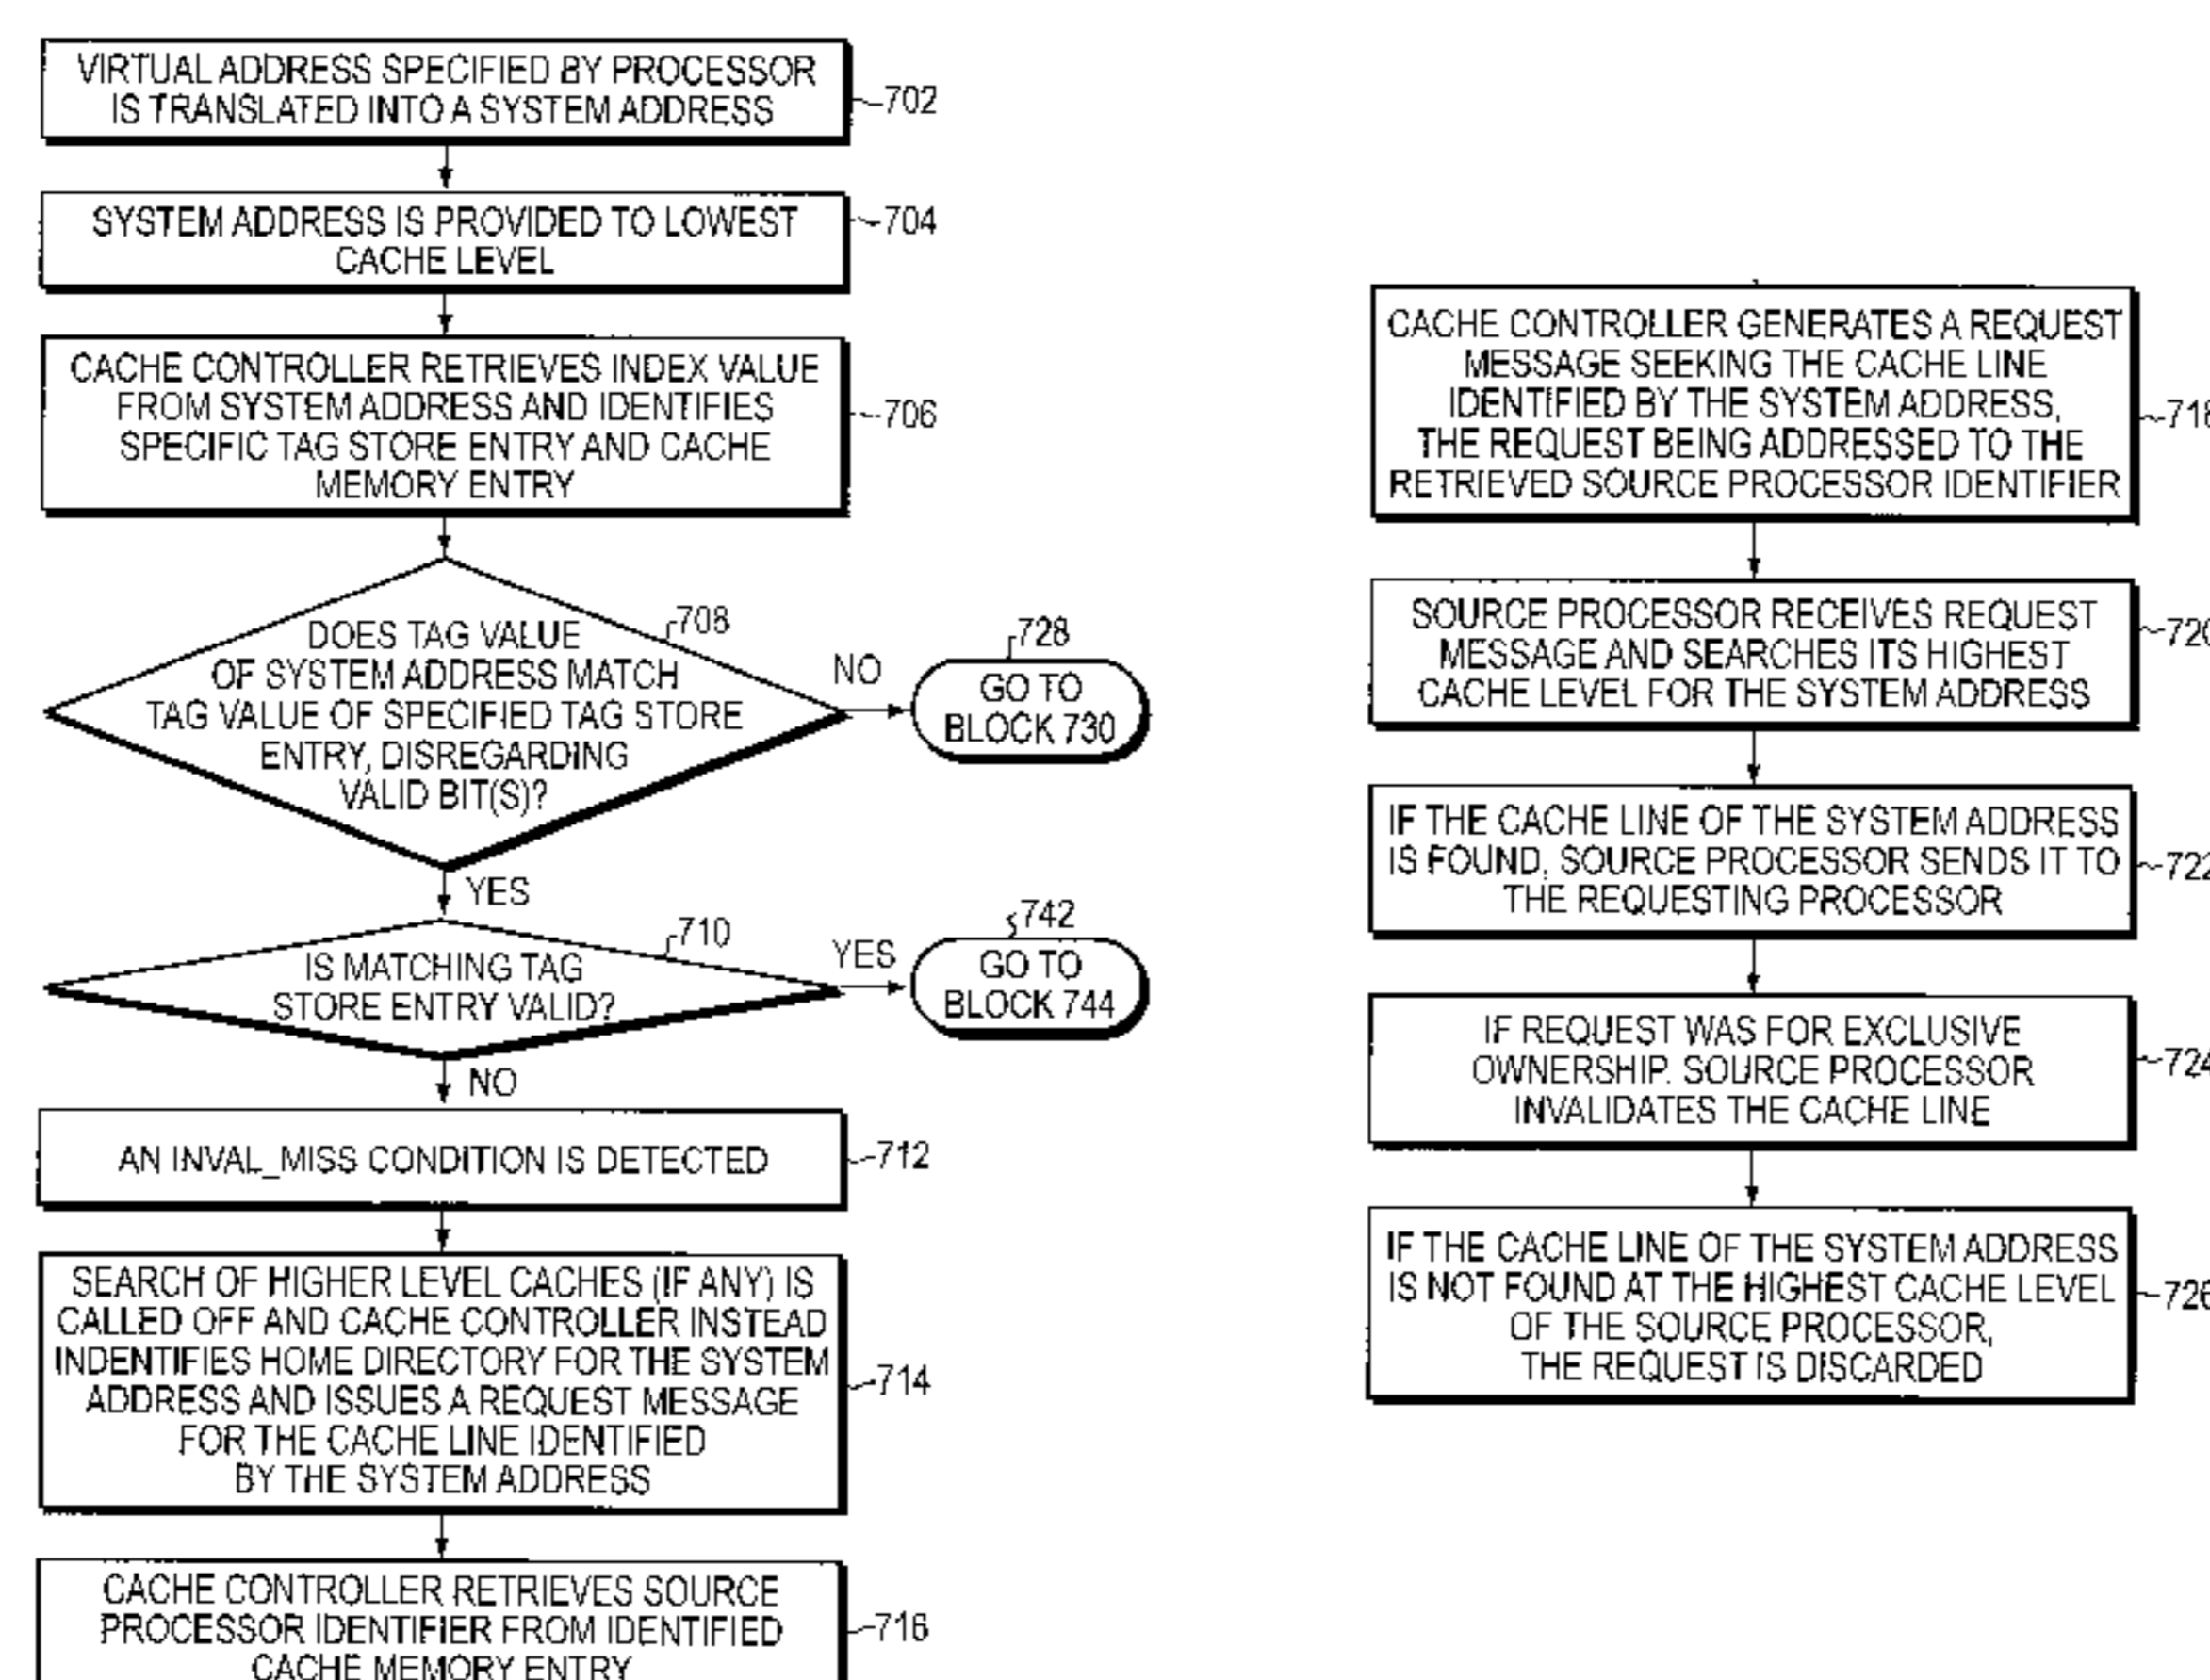 VIRTUAL ADDRESS SPECIFIED BY PROCESSOR
IS TRANSLATED INTO A SYSTEM ADDRESS
702
SYSTEM ADDRESS IS PROVIDED TO LOWEST
CACHE LEVEL
704
CACHE CONTROLLER RETRIEVES INDEX VALUE
FROM SYSTEM ADDRESS AND IDENTIFIES
SPECIFIC TAG STORE ENTRY AND CACHE
MEMORY ENTRY
706
DOES TAG VALUE
OF SYSTEM ADDRESS MATCH
TAG VALUE OF SPECIFIED TAG STORE
ENTRY, DISREGARDING
VALID BIT(S)?
708
NO
728
GO TO
BLOCK 730
YES
IS MATCHING TAG
STORE ENTRY VALID?
710
YES
742
GO TO
BLOCK 744
NO
AN INVAL_MISS CONDITION IS DETECTED
712
SEARCH OF HIGHER LEVEL CACHES (IF ANY) IS
CALLED OFF AND CACHE CONTROLLER INSTEAD
INDENTIFIES HOME DIRECTORY FOR THE SYSTEM
ADDRESS AND ISSUES A REQUEST MESSAGE
FOR THE CACHE LINE IDENTIFIED
BY THE SYSTEM ADDRESS
714
CACHE CONTROLLER RETRIEVES SOURCE
PROCESSOR IDENTIFIER FROM IDENTIFIED
CACHE MEMORY ENTRY
716
CACHE CONTROLLER GENERATES A REQUEST
MESSAGE SEEKING THE CACHE LINE
IDENTIFIED BY THE SYSTEM ADDRESS,
THE REQUEST BEING ADDRESSED TO THE
RETRIEVED SOURCE PROCESSOR IDENTIFIER
718
SOURCE PROCESSOR RECEIVES REQUEST
MESSAGE AND SEARCHES ITS HIGHEST
CACHE LEVEL FOR THE SYSTEM ADDRESS
720
IF THE CACHE LINE OF THE SYSTEM ADDRESS
IS FOUND, SOURCE PROCESSOR SENDS IT TO
THE REQUESTING PROCESSOR
722
IF REQUEST WAS FOR EXCLUSIVE
OWNERSHIP. SOURCE PROCESSOR
INVALIDATES THE CACHE LINE
724
IF THE CACHE LINE OF THE SYSTEM ADDRESS
IS NOT FOUND AT THE HIGHEST CACHE LEVEL
OF THE SOURCE PROCESSOR,
THE REQUEST IS DISCARDED
726